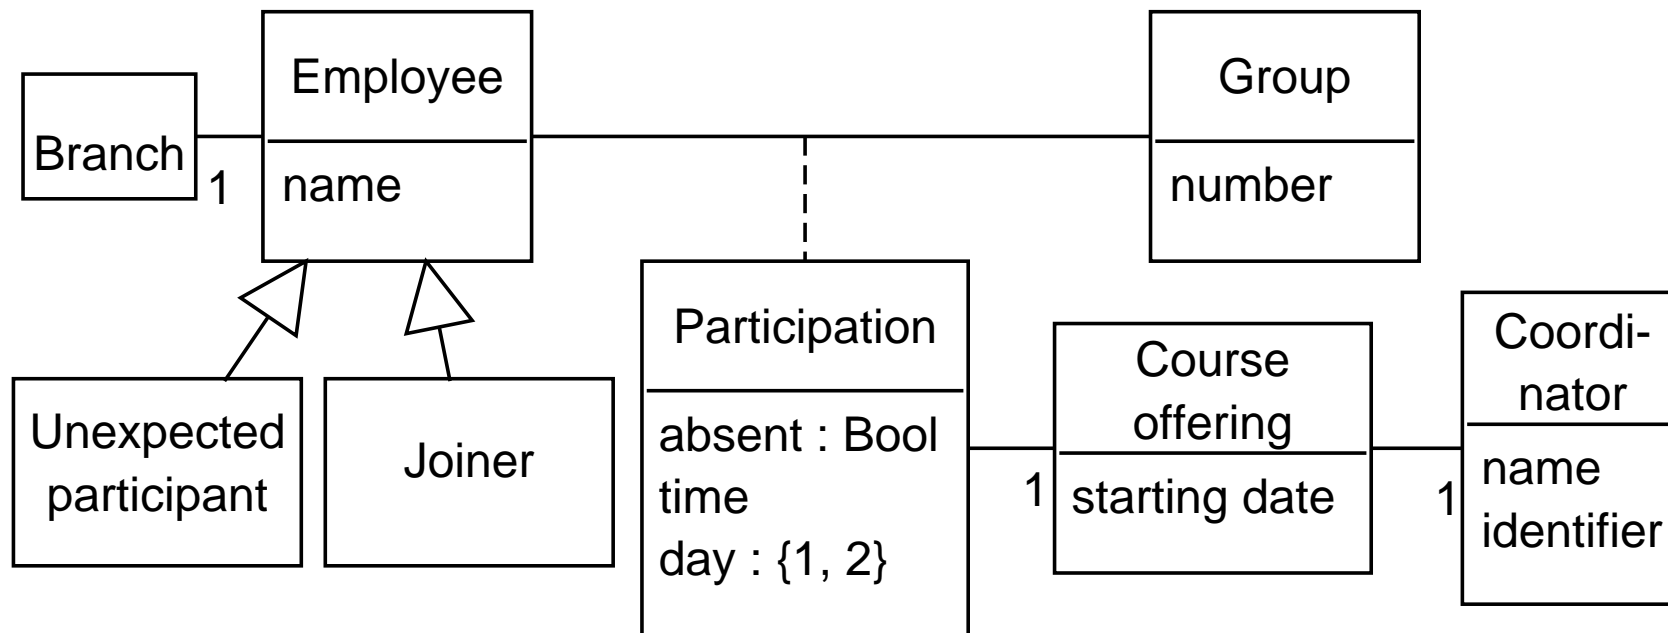 Employee
name
Group
number
Branch
1
Unexpected
participant
Joiner
Participation
absent : Bool
time
day : {1, 2}
Course
offering
starting date
1
Coordi-
nator
name
identifier
1